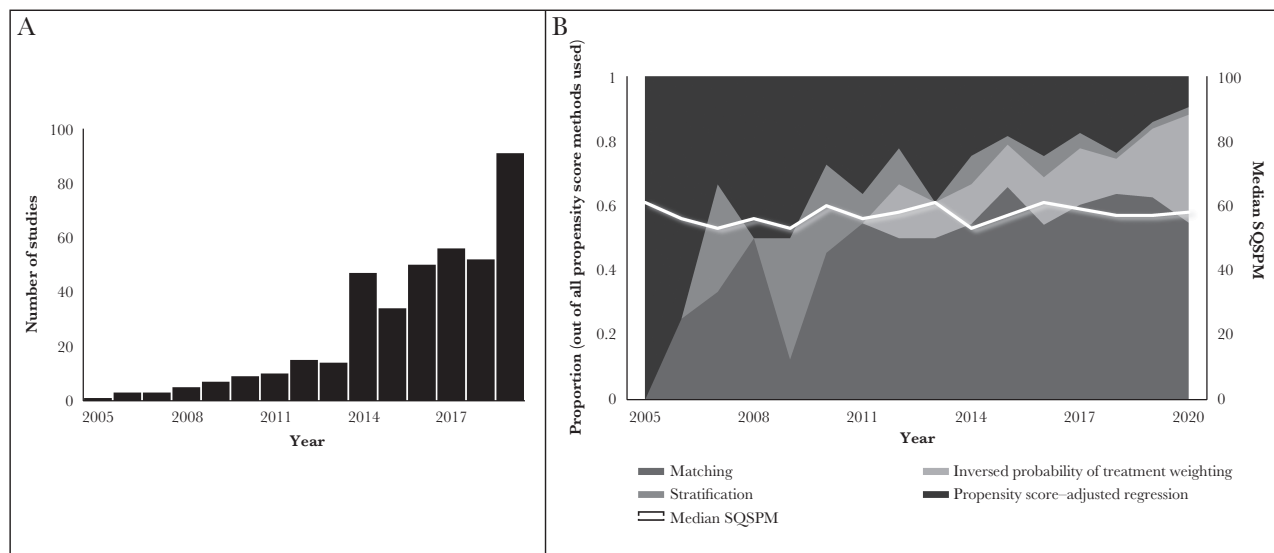 A
Number of studies
100
80
60
40
20
0
2005
2008
2011
2014
2017
Year
B
Proportion (out of all propensity score methods used)
1
0.8
0.6
0.4
0.2
0
100
80
60
40
20
0
Median SQSPM
2005
2008
2011
2014
2017
2020
Year
Matching
Inversed probability of treatment weighting
Stratification
Propensity score–adjusted regression
Median SQSPM